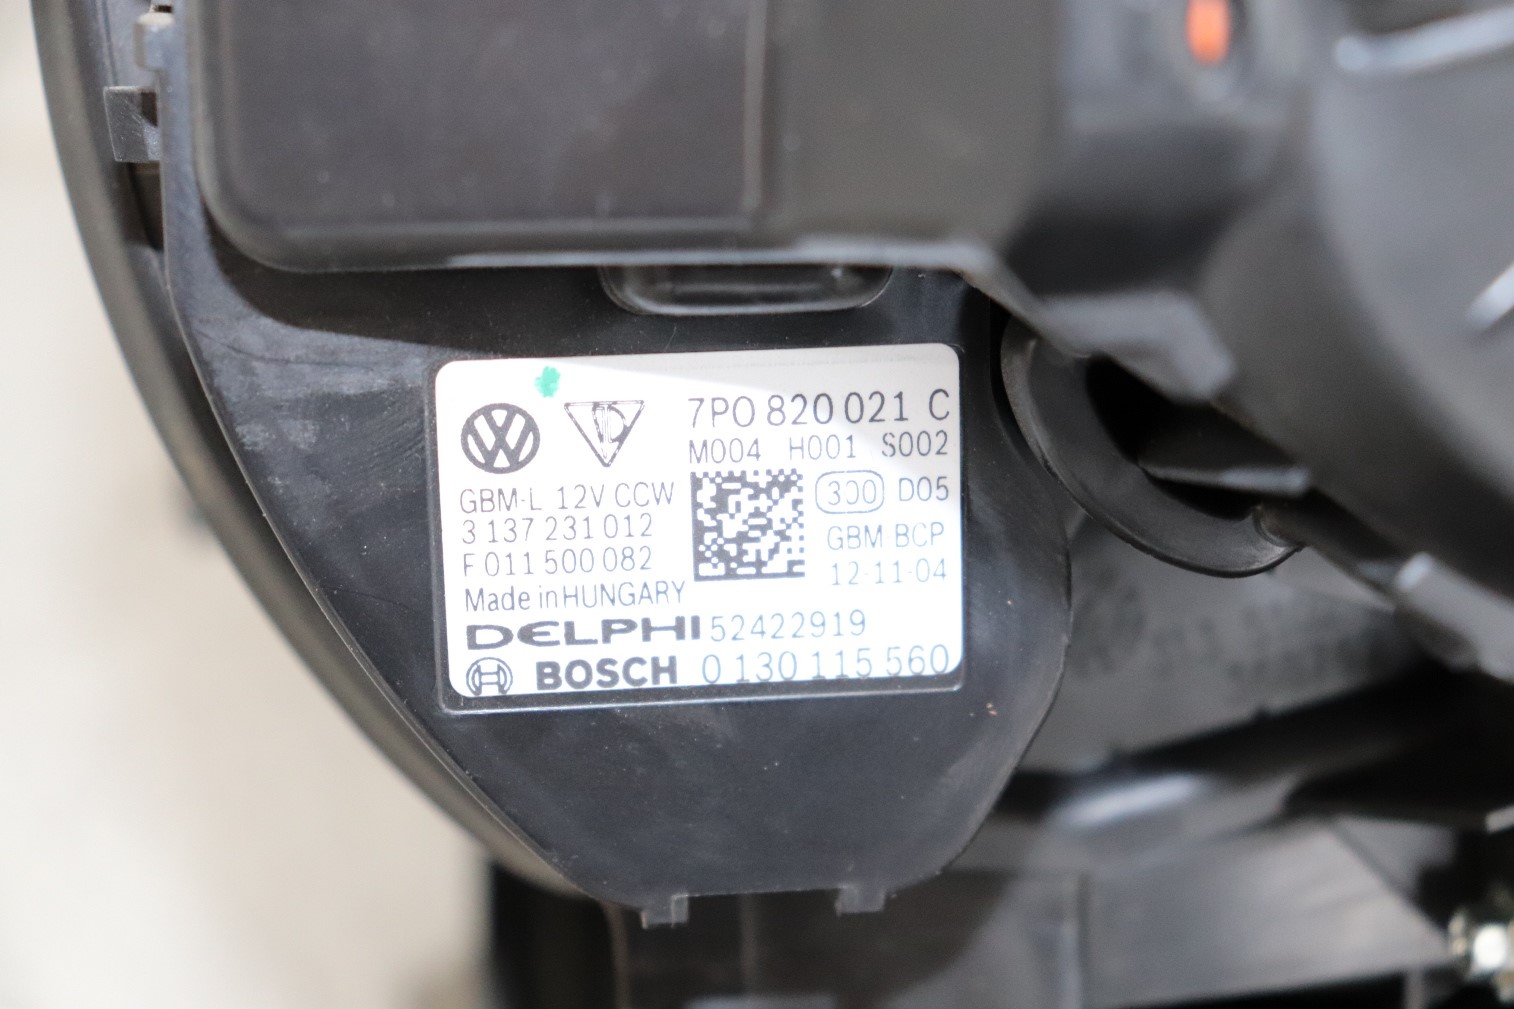 7P0 820 021 C
M004 H001 S002
GBM-L 12V CCW
3 137 231 012
F 011 500 082
Made in HUNGARY
300 D05
GBM BCP
12-11-04
DELPHI 52422919
BOSCH 0 130 115 560